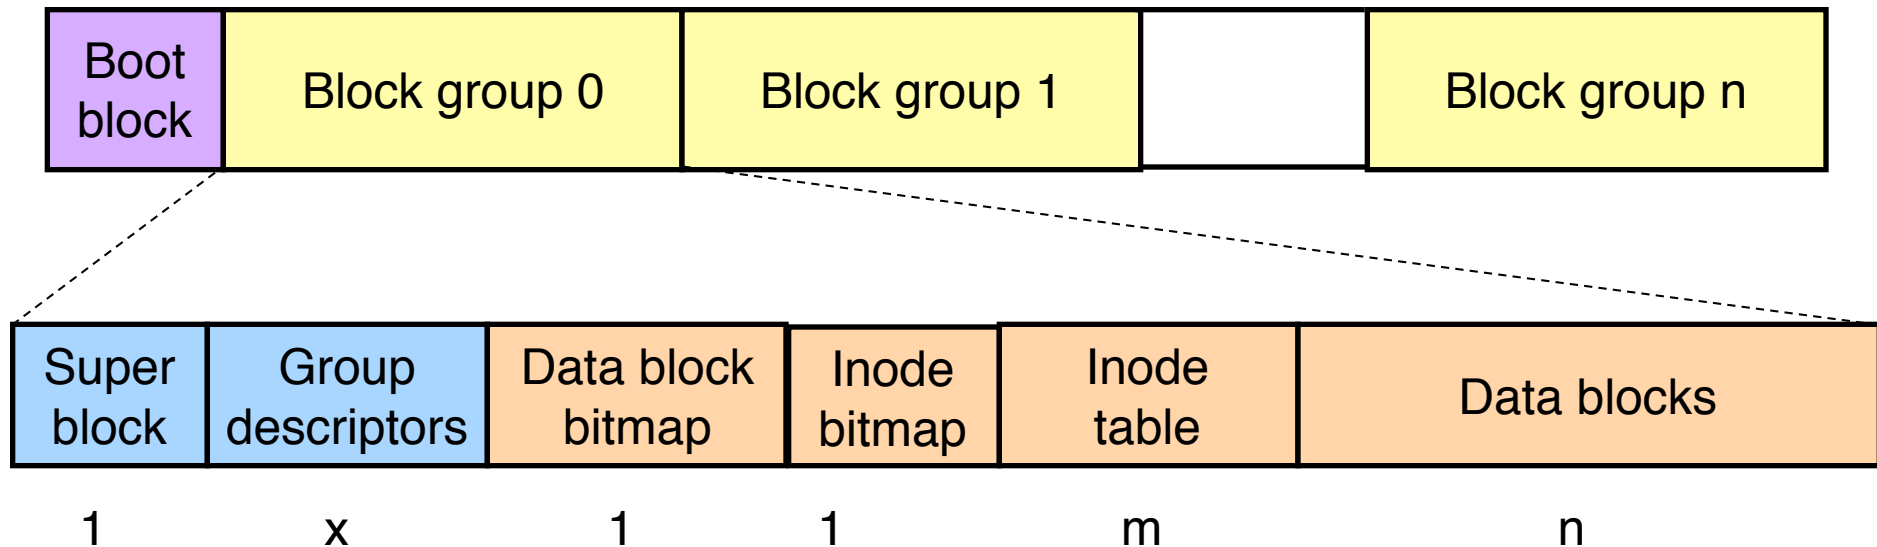 Boot
block
Block group 0
Block group 1
Block group n
Super
block
Group
descriptors
Data block
bitmap
Inode
bitmap
Inode
table
Data blocks
1
x
1
1
m
n